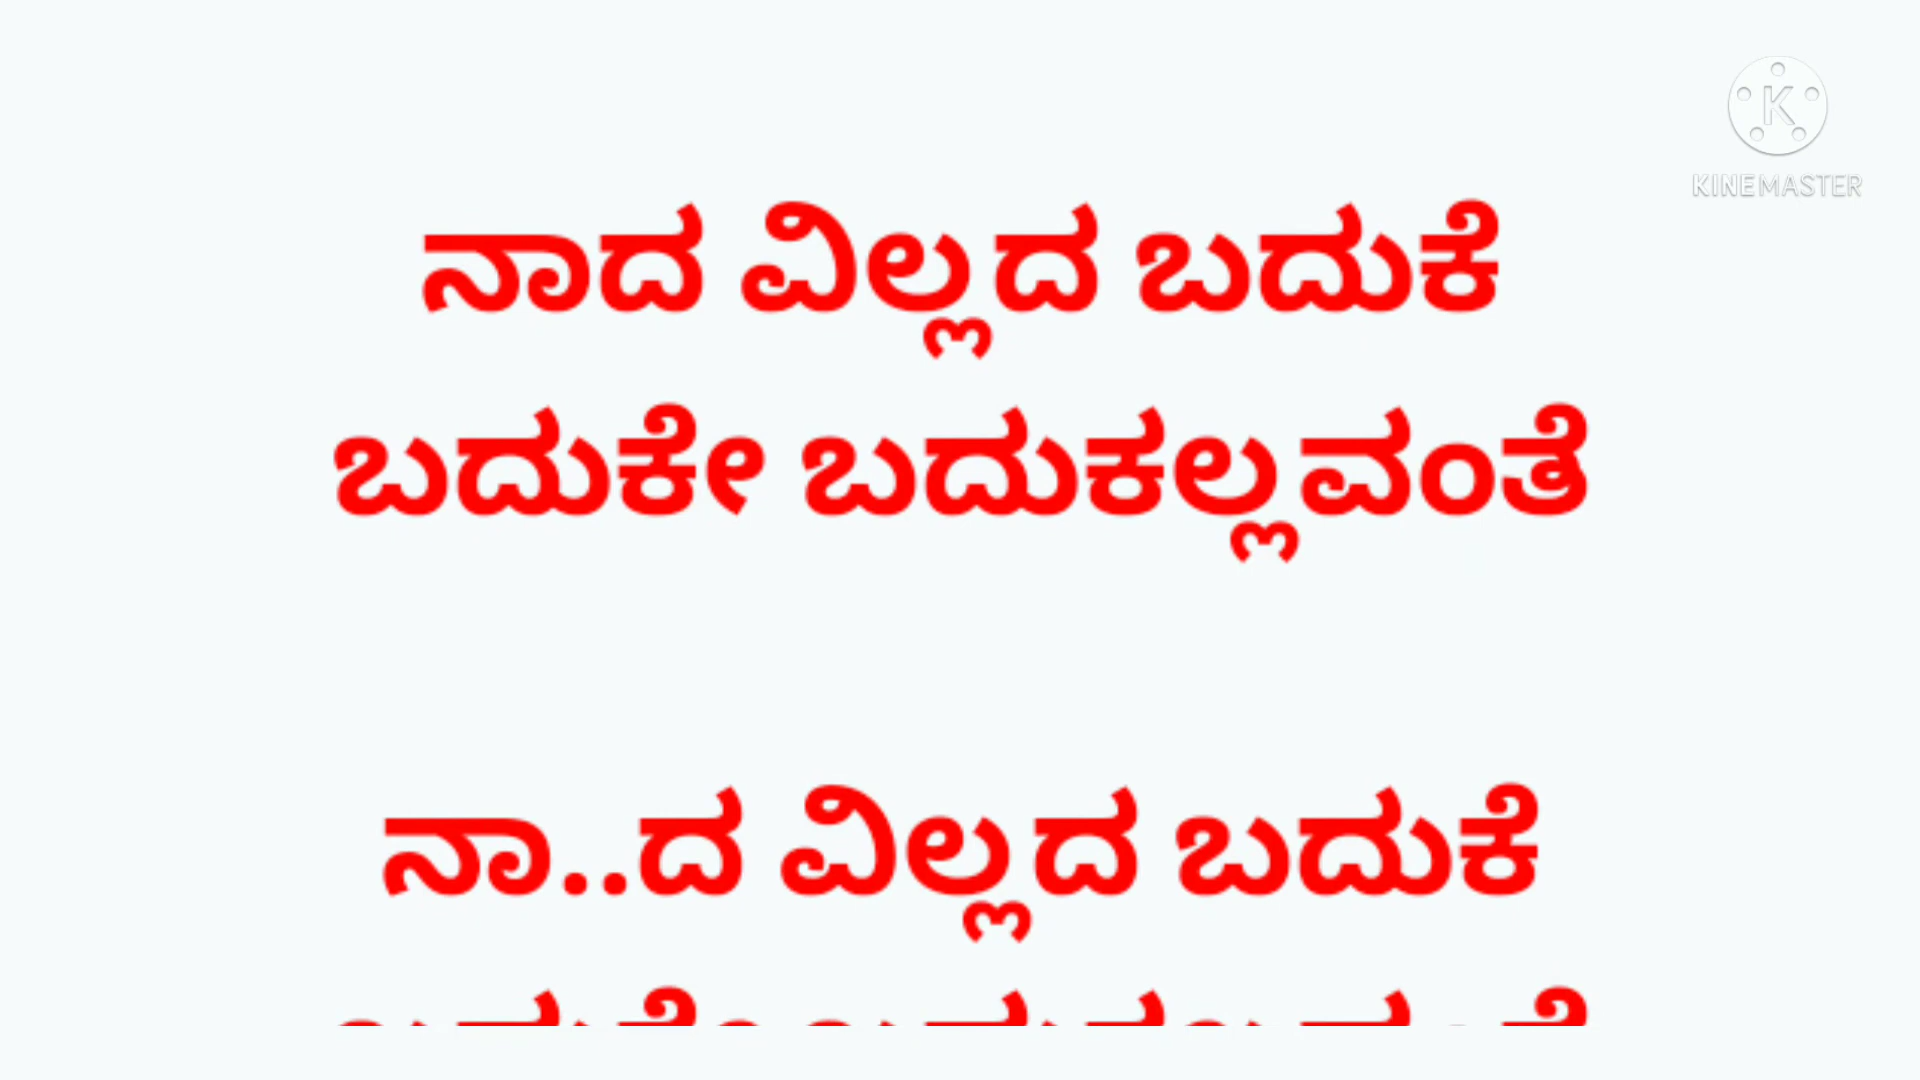 KINEMASTER
ನಾದ ವಿಲ್ಲದ ಬದುಕೆ
ಬದುಕೇ ಬದುಕಲ್ಲವಂತೆ
ನಾ..ದ ವಿಲ್ಲದ ಬದುಕೆ